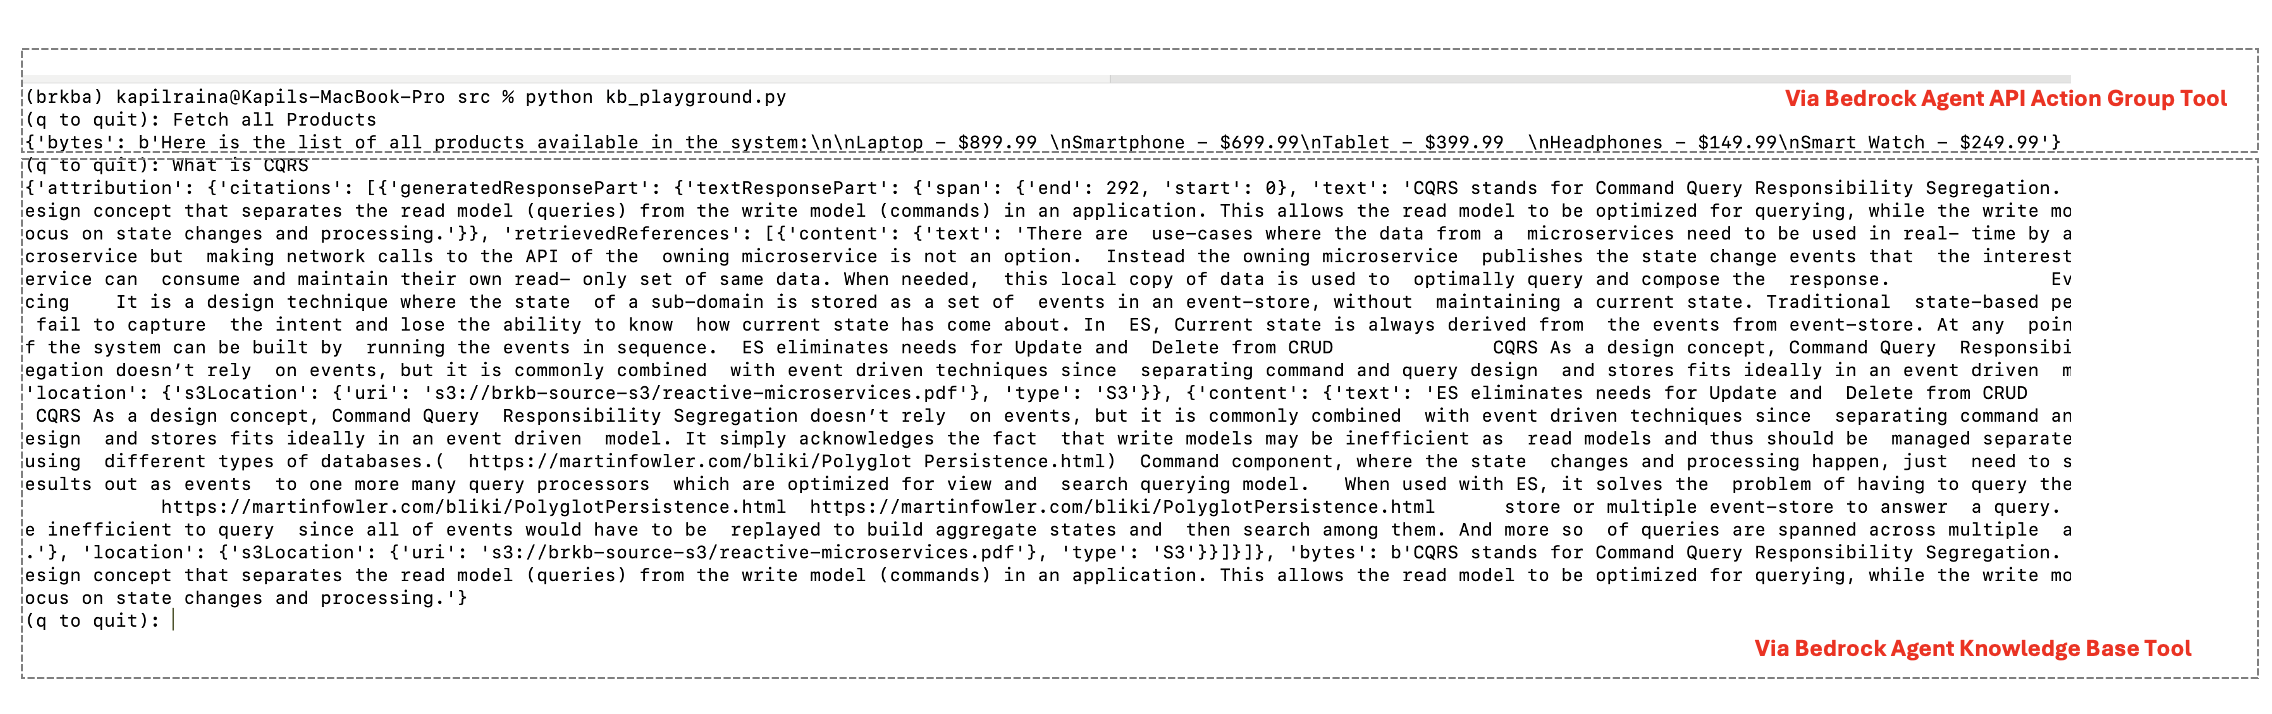 (brkba) kapilraina@Kapils-MacBook-Pro src % python kb_playground.py
Via Bedrock Agent API Action Group Tool
(q to quit): Fetch all Products
{'bytes': b'Here is the list of all products available in the system:\n\nLaptop - $899.99 \nSmartphone - $699.99\nTablet - $399.99  \nHeadphones - $149.99\nSmart Watch - $249.99'}
(q to quit): What is CQRS
{'attribution': {'citations': [{'generatedResponsePart': {'textResponsePart': {'span': {'end': 292, 'start': 0}, 'text': 'CQRS stands for Command Query Responsibility Segregation.
esign concept that separates the read model (queries) from the write model (commands) in an application. This allows the read model to be optimized for querying, while the write mo
ocus on state changes and processing.'}}, 'retrievedReferences': [{'content': {'text': 'There are  use-cases where the data from a  microservices need to be used in real- time by a
croservice but  making network calls to the API of the  owning microservice is not an option.  Instead the owning microservice  publishes the state change events that  the interest
ervice can  consume and maintain their own read- only set of same data. When needed,  this local copy of data is used to  optimally query and compose the  response.              Ev
cing    It is a design technique where the state  of a sub-domain is stored as a set of  events in an event-store, without  maintaining a current state. Traditional  state-based pe
 fail to capture  the intent and lose the ability to know  how current state has come about. In  ES, Current state is always derived from  the events from event-store. At any  poin
f the system can be built by  running the events in sequence.  ES eliminates needs for Update and  Delete from CRUD              CQRS As a design concept, Command Query  Responsibi
egation doesn’t rely  on events, but it is commonly combined  with event driven techniques since  separating command and query design  and stores fits ideally in an event driven  m
'location': {'s3Location': {'uri': 's3://brkb-source-s3/reactive-microservices.pdf'}, 'type': 'S3'}}, {'content': {'text': 'ES eliminates needs for Update and  Delete from CRUD
 CQRS As a design concept, Command Query  Responsibility Segregation doesn’t rely  on events, but it is commonly combined  with event driven techniques since  separating command an
esign  and stores fits ideally in an event driven  model. It simply acknowledges the fact  that write models may be inefficient as  read models and thus should be  managed separate
using  different types of databases.(  https://martinfowler.com/bliki/Polyglot Persistence.html)  Command component, where the state  changes and processing happen, just  need to s
esults out as events  to one more many query processors  which are optimized for view and  search querying model.   When used with ES, it solves the  problem of having to query the
            https://martinfowler.com/bliki/PolyglotPersistence.html  https://martinfowler.com/bliki/PolyglotPersistence.html      store or multiple event-store to answer  a query.
e inefficient to query  since all of events would have to be  replayed to build aggregate states and  then search among them. And more so  of queries are spanned across multiple  a
.'}, 'location': {'s3Location': {'uri': 's3://brkb-source-s3/reactive-microservices.pdf'}, 'type': 'S3'}}]}]}, 'bytes': b'CQRS stands for Command Query Responsibility Segregation.
esign concept that separates the read model (queries) from the write model (commands) in an application. This allows the read model to be optimized for querying, while the write mo
ocus on state changes and processing.'}
(q to quit):
Via Bedrock Agent Knowledge Base Tool